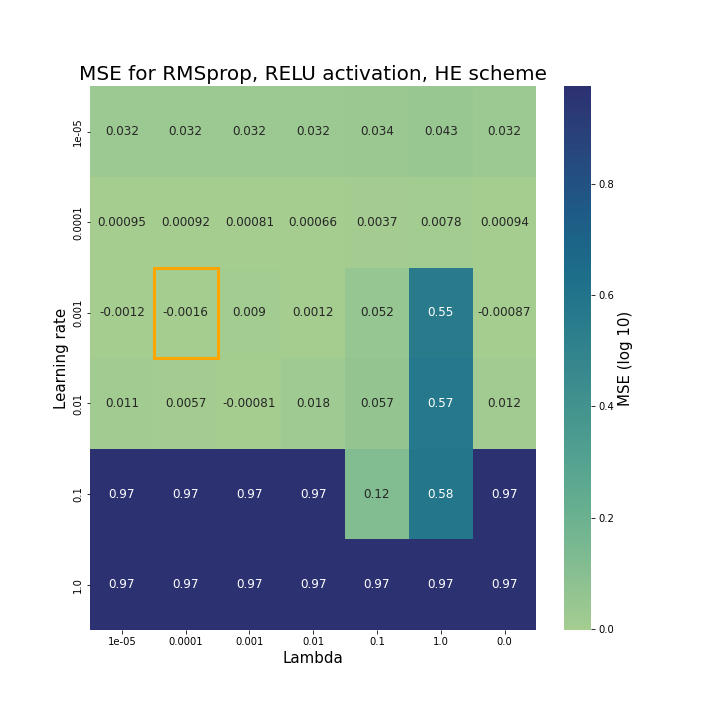 MSE for RMSprop, RELU activation, HE scheme
1e-05 0.032 0.032 0.032 0.032 0.034 0.043 0.032
0.0001 0.00095 0.00092 0.00081 0.00066 0.0037 0.0078 0.00094
0.001 -0.0012 -0.0016 0.009 0.0012 0.052 0.55 -0.00087
0.01 0.011 0.0057 -0.00081 0.018 0.057 0.57 0.012
0.1 0.97 0.97 0.97 0.97 0.12 0.58 0.97
1.0 0.97 0.97 0.97 0.97 0.97 0.97 0.97
1e-05 0.0001 0.001 0.01 0.1 1.0 0.0
Lambda
Learning rate
0.8
0.6
0.4
0.2
0.0
MSE (log 10)